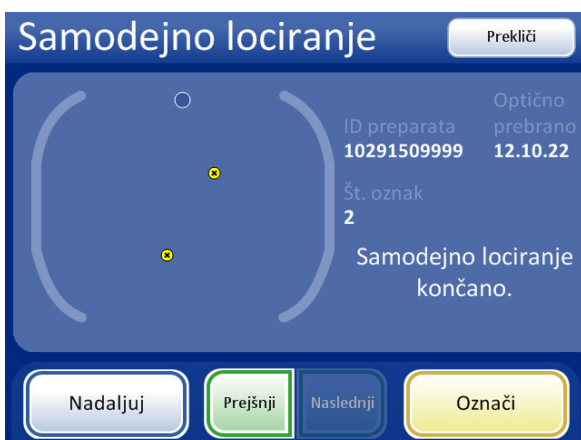 Samodejno lociranje
Prekliči
Optično
ID preparata prebrano
10291509999 12.10.22
Št. oznak
2
Samodejno lociranje
končano.
Nadaljuj
Prejšnji
Naslednji
Označi